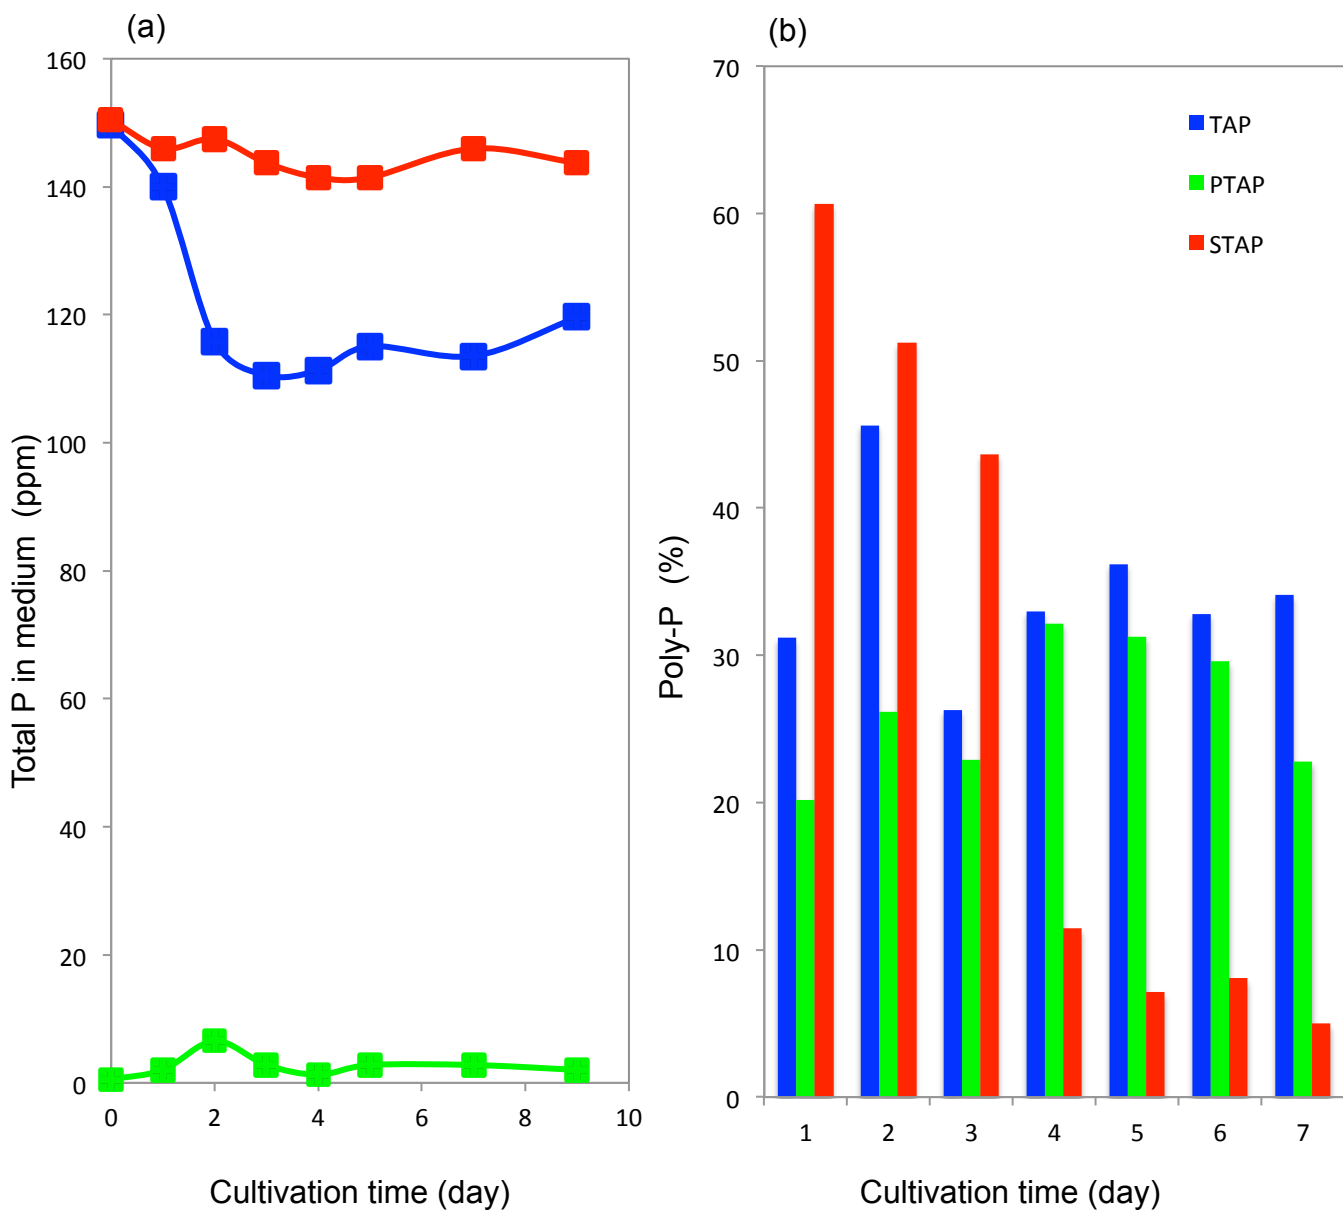 (a)
160
140
120
100
80
60
40
20
0
0 2 4 6 8 10
Total P in medium (ppm)
Cultivation time (day)
(b)
70
60
50
40
30
20
10
0
1 2 3 4 5 6 7
Poly-P (%)
Cultivation time (day)
TAP
PTAP
STAP